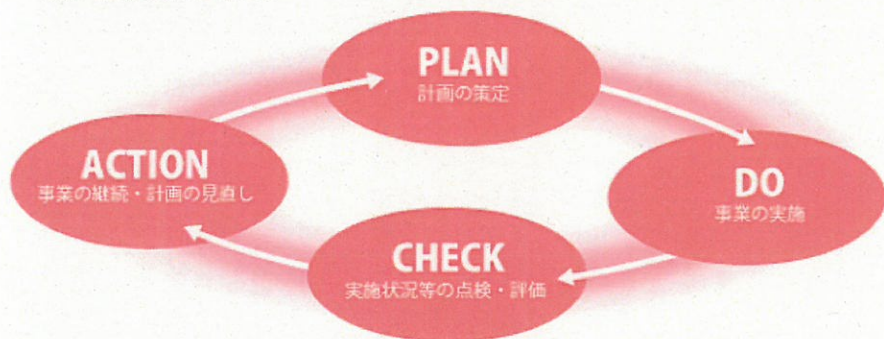 PLAN
計画の策定
DO
事業の実施
CHECK
実施状況等の点検・評価
ACTION
事業の継続・計画の見直し